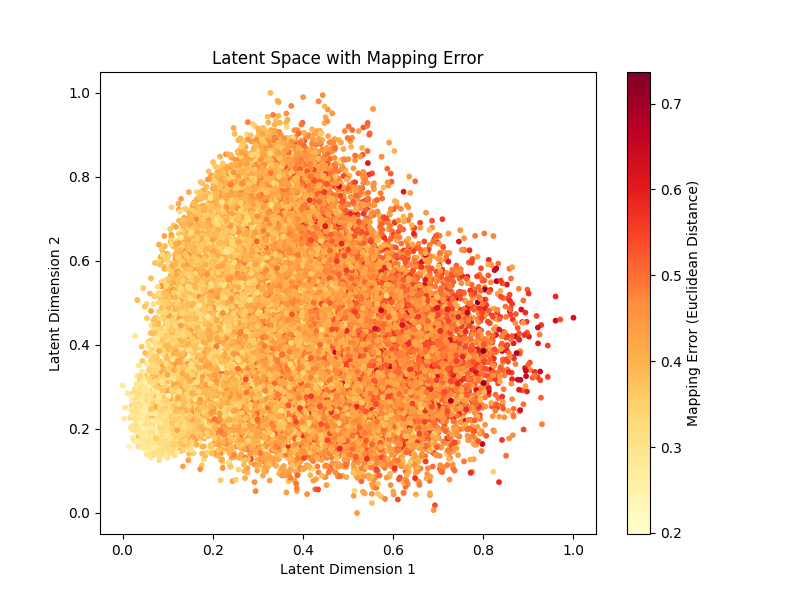 Latent Space with Mapping Error
1.0
0.8
0.6
0.4
0.2
0.0
Latent Dimension 2
0.0 0.2 0.4 0.6 0.8 1.0
Latent Dimension 1
0.7
0.6
0.5
0.4
0.3
0.2
Mapping Error (Euclidean Distance)